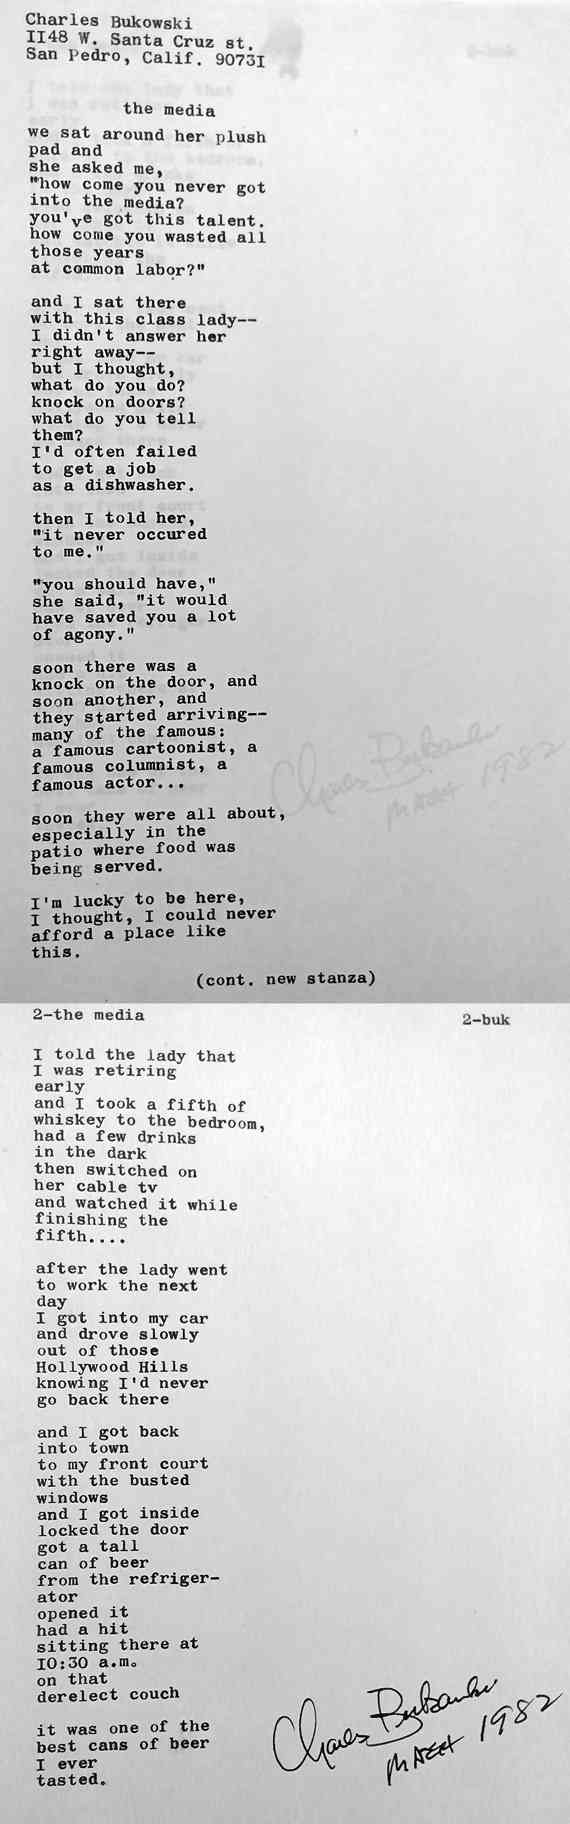 Charles Bukowski
II48 W. Santa Cruz st.
San Pedro, Calif. 9073I
the media
we sat around her plush
pad and
she asked me,
"how come you never got
into the media?
you've got this talent.
how come you wasted all
those years
at common labor?"
and I sat there
with this class lady--
I didn't answer her
right away--
but I thought,
what do you do?
knock on doors?
what do you tell
them?
I'd often failed
to get a job
as a dishwasher.
then I told her,
"it never occured
to me."
"you should have,"
she said, "it would
have saved you a lot
of agony."
soon there was a
knock on the door, and
soon another, and
they started arriving--
many of the famous:
a famous cartoonist, a
famous columnist, a
famous actor...
soon they were all about,
especially in the
patio where food was
being served.
I'm lucky to be here,
I thought, I could never
afford a place like
this.
(cont. new stanza)
2-the media
2-buk
I told the lady that
I was retiring
early
and I took a fifth of
whiskey to the bedroom,
had a few drinks
in the dark
then switched on
her cable tv
and watched it while
finishing the
fifth....
after the lady went
to work the next
day
I got into my car
and drove slowly
out of those
Hollywood Hills
knowing I'd never
go back there
and I got back
into town
to my front court
with the busted
windows
and I got inside
locked the door
got a tall
can of beer
from the refriger-
ator
opened it
had a hit
sitting there at
I0:30 a.m.
on that
derelect couch
it was one of the
best cans of beer
I ever
tasted.
Charles Bukowski
MARCH 1982